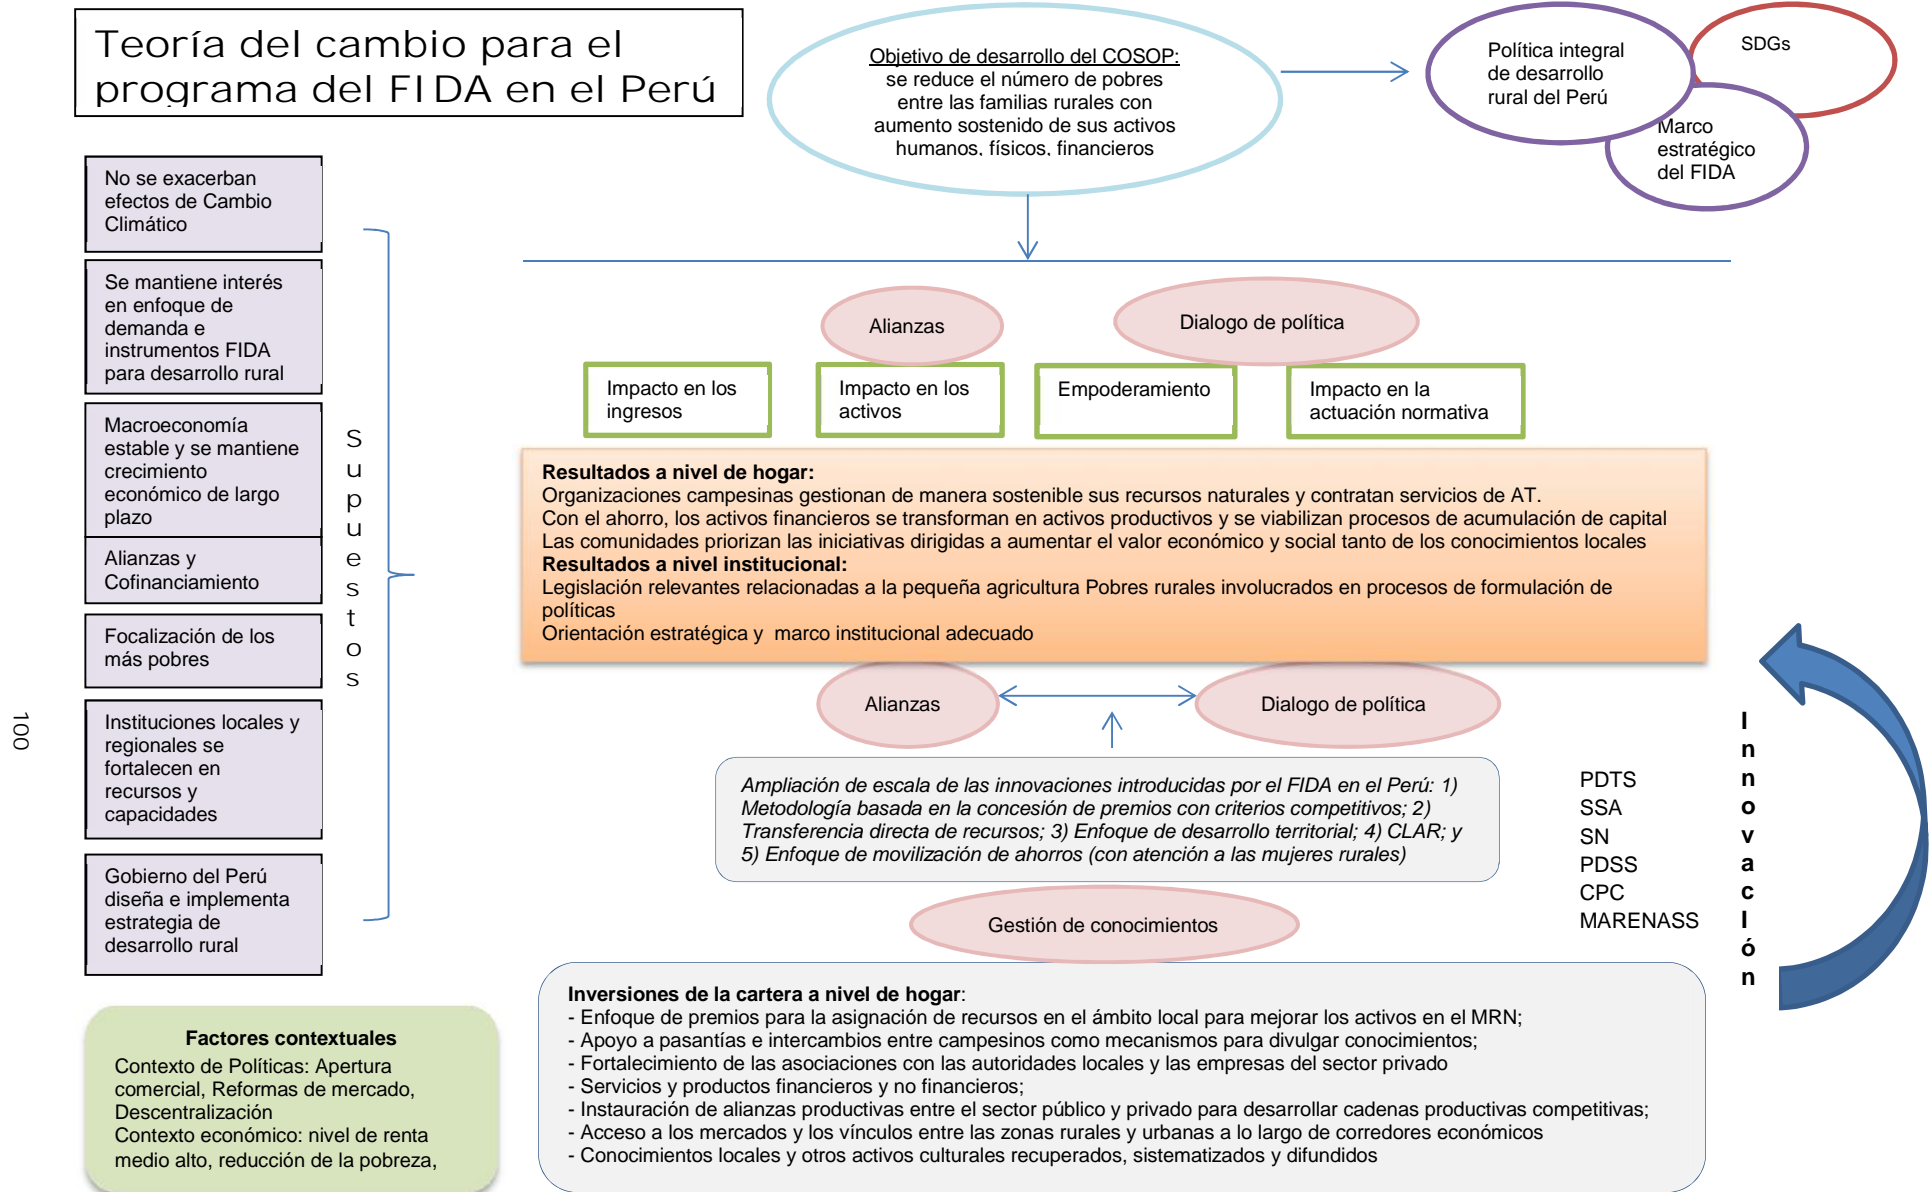 Teoría del cambio para el
programa del FIDA en el Perú
Objetivo de desarrollo del COSOP:
se reduce el número de pobres
entre las familias rurales con
aumento sostenido de sus activos
humanos, físicos, financieros
Política integral
de desarrollo
rural del Perú
SDGs
Marco
estratégico
del FIDA
No se exacerban
efectos de Cambio
Climático
Se mantiene interés
en enfoque de
demanda e
instrumentos FIDA
para desarrollo rural
Macroeconomía
estable y se mantiene
crecimiento
económico de largo
plazo
Alianzas y
Cofinanciamiento
Focalización de los
más pobres
Instituciones locales y
regionales se
fortalecen en
recursos y
capacidades
Gobierno del Perú
diseña e implementa
estrategia de
desarrollo rural
S
u
p
u
e
s
t
o
s
Factores contextuales
Contexto de Políticas: Apertura
comercial, Reformas de mercado,
Descentralización
Contexto económico: nivel de renta
medio alto, reducción de la pobreza,
Alianzas
Dialogo de política
Impacto en los
ingresos
Impacto en los
activos
Empoderamiento
Impacto en la
actuación normativa
Resultados a nivel de hogar:
Organizaciones campesinas gestionan de manera sostenible sus recursos naturales y contratan servicios de AT.
Con el ahorro, los activos financieros se transforman en activos productivos y se viabilizan procesos de acumulación de capital
Las comunidades priorizan las iniciativas dirigidas a aumentar el valor económico y social tanto de los conocimientos locales
Resultados a nivel institucional:
Legislación relevantes relacionadas a la pequeña agricultura Pobres rurales involucrados en procesos de formulación de
políticas
Orientación estratégica y  marco institucional adecuado
Alianzas
Dialogo de política
Ampliación de escala de las innovaciones introducidas por el FIDA en el Perú: 1)
Metodología basada en la concesión de premios con criterios competitivos; 2)
Transferencia directa de recursos; 3) Enfoque de desarrollo territorial; 4) CLAR; y
5) Enfoque de movilización de ahorros (con atención a las mujeres rurales)
Gestión de conocimientos
PDTS
SSA
SN
PDSS
CPC
MARENASS
I
n
n
o
v
a
c
I
ó
n
Inversiones de la cartera a nivel de hogar:
- Enfoque de premios para la asignación de recursos en el ámbito local para mejorar los activos en el MRN;
- Apoyo a pasantías e intercambios entre campesinos como mecanismos para divulgar conocimientos;
- Fortalecimiento de las asociaciones con las autoridades locales y las empresas del sector privado
- Servicios y productos financieros y no financieros;
- Instauración de alianzas productivas entre el sector público y privado para desarrollar cadenas productivas competitivas;
- Acceso a los mercados y los vínculos entre las zonas rurales y urbanas a lo largo de corredores económicos
- Conocimientos locales y otros activos culturales recuperados, sistematizados y difundidos
100